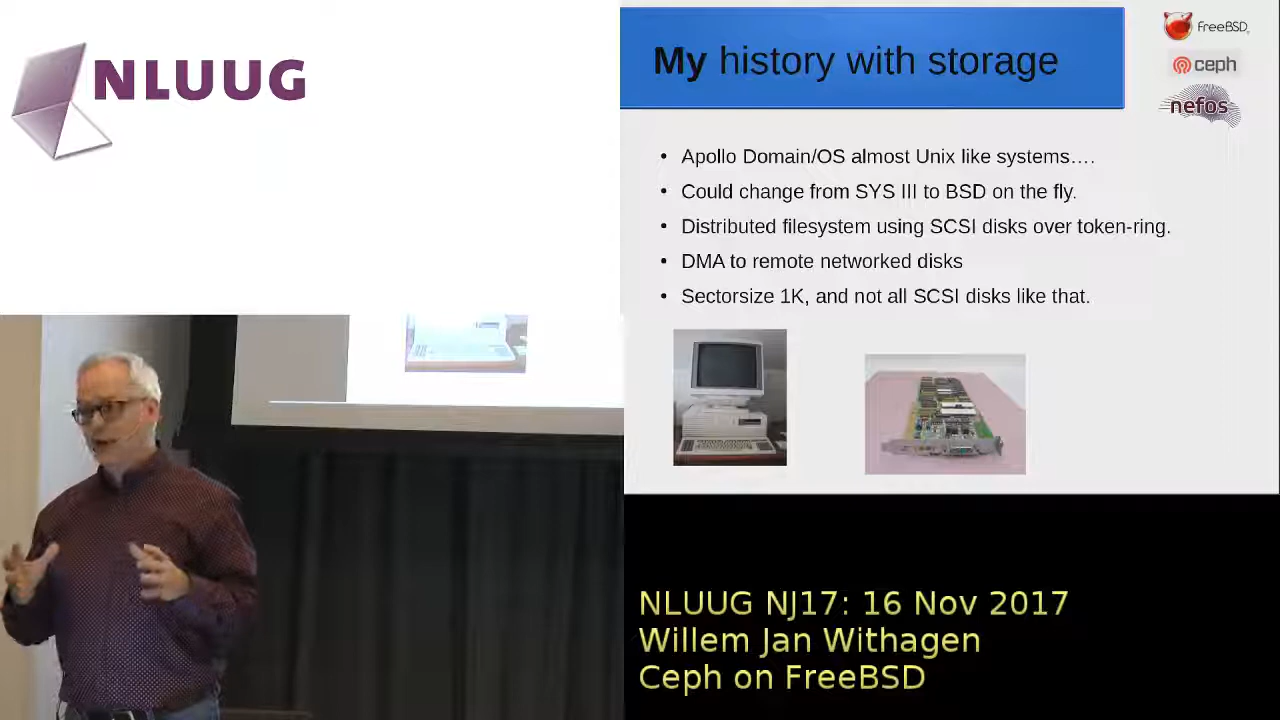 NLUUG
My history with storage
FreeBSD
ceph
nefos
Apollo Domain/OS almost Unix like systems….
Could change from SYS III to BSD on the fly.
Distributed filesystem using SCSI disks over token-ring.
DMA to remote networked disks
Sectorsize 1K, and not all SCSI disks like that.
NLUUG NJ17: 16 Nov 2017
Willem Jan Withagen
Ceph on FreeBSD